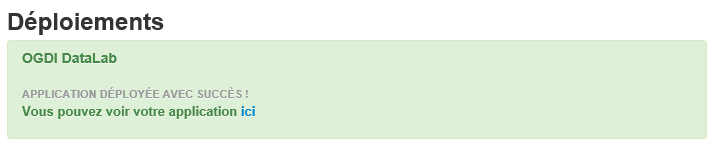 Déploiements
OGDI DataLab
APPLICATION DÉPLOYÉE AVEC SUCCÈS !
Vous pouvez voir votre application ici